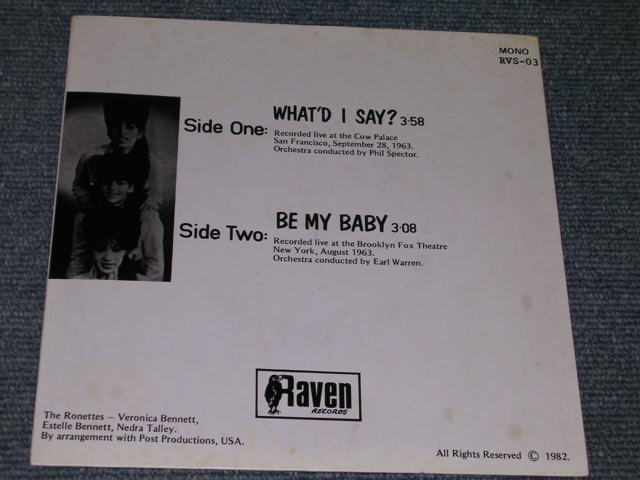 MONO
RVS-03
Side One:
WHAT'D I SAY? 3·58
Recorded live at the Cow Palace
San Francisco, September 28, 1963.
Orchestra conducted by Phil Spector.
Side Two:
BE MY BABY 3·08
Recorded live at the Brooklyn Fox Theatre
New York, August 1963.
Orchestra conducted by Earl Warren.
Raven
RECORDS
The Ronettes — Veronica Bennett,
Estelle Bennett, Nedra Talley.
By arrangement with Post Productions, USA.
All Rights Reserved © 1982.